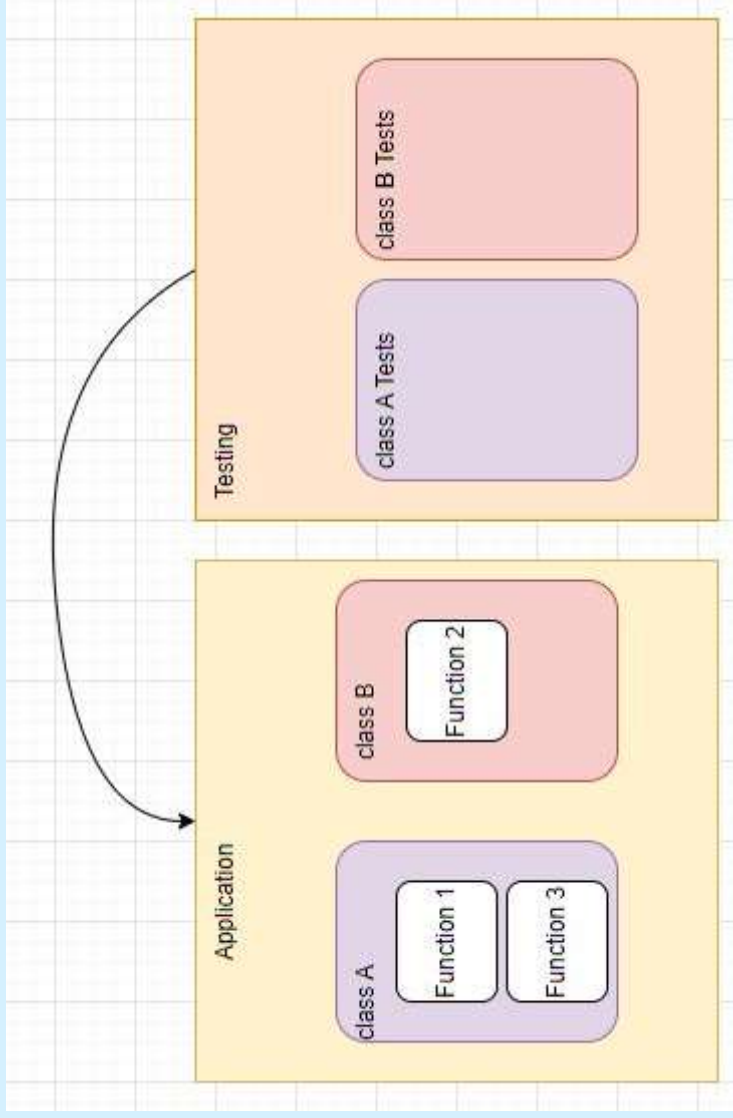 Application
class A
Function 1
Function 3
class B
Function 2
Testing
class A Tests
class B Tests